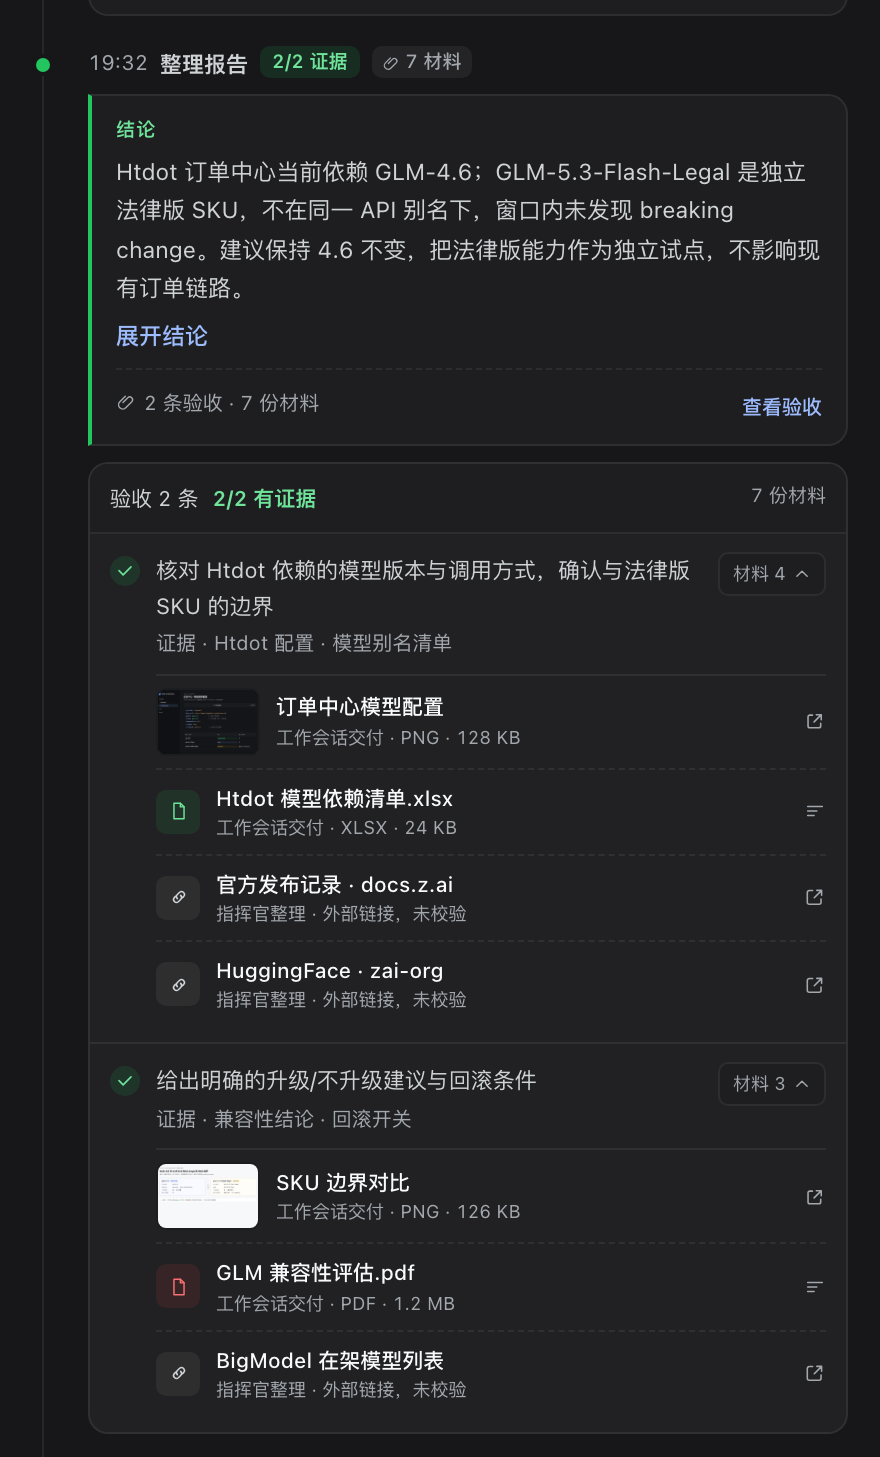 19:32 整理报告 2/2 证据 7 材料
结论
Htdot 订单中心当前依赖 GLM-4.6；GLM-5.3-Flash-Legal 是独立
法律版 SKU，不在同一 API 别名下，窗口内未发现 breaking
change。建议保持 4.6 不变，把法律版能力作为独立试点，不影响现
有订单链路。
展开结论
2 条验收 · 7 份材料 查看验收
验收 2 条 2/2 有证据 7 份材料
核对 Htdot 依赖的模型版本与调用方式，确认与法律版 材料 4
SKU 的边界
证据 · Htdot 配置 · 模型别名清单
订单中心模型配置
工作会话交付 · PNG · 128 KB
Htdot 模型依赖清单.xlsx
工作会话交付 · XLSX · 24 KB
官方发布记录 · docs.z.ai
指挥官整理 · 外部链接，未校验
HuggingFace · zai-org
指挥官整理 · 外部链接，未校验
给出明确的升级/不升级建议与回滚条件 材料 3
证据 · 兼容性结论 · 回滚开关
SKU 边界对比
工作会话交付 · PNG · 126 KB
GLM 兼容性评估.pdf
工作会话交付 · PDF · 1.2 MB
BigModel 在架模型列表
指挥官整理 · 外部链接，未校验